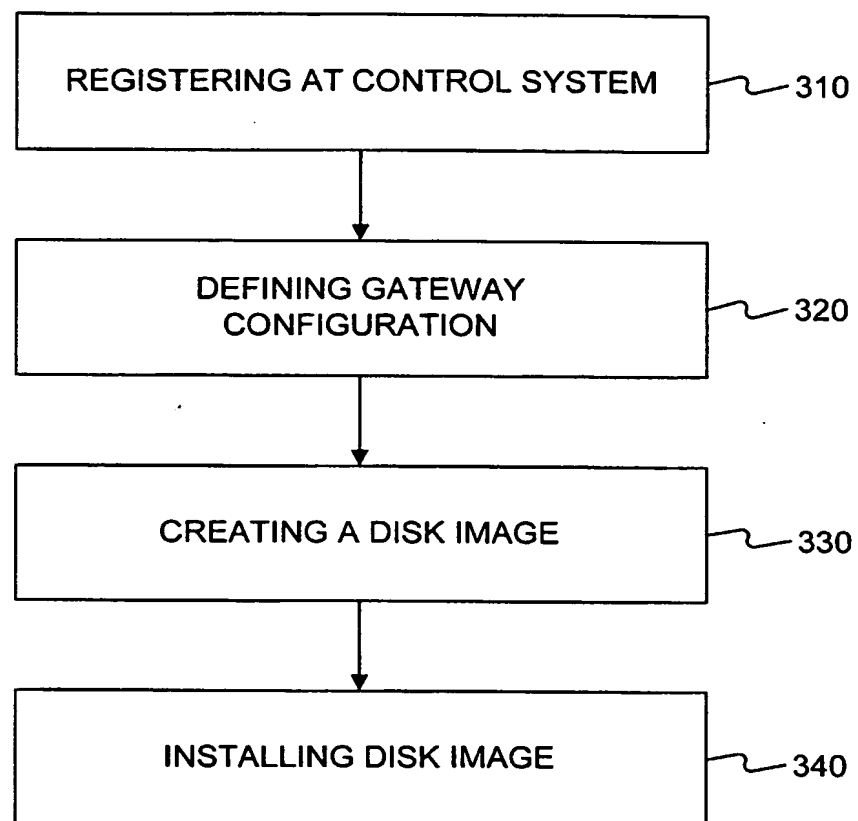 REGISTERING AT CONTROL SYSTEM
310
DEFINING GATEWAY
CONFIGURATION
320
CREATING A DISK IMAGE
330
INSTALLING DISK IMAGE
340